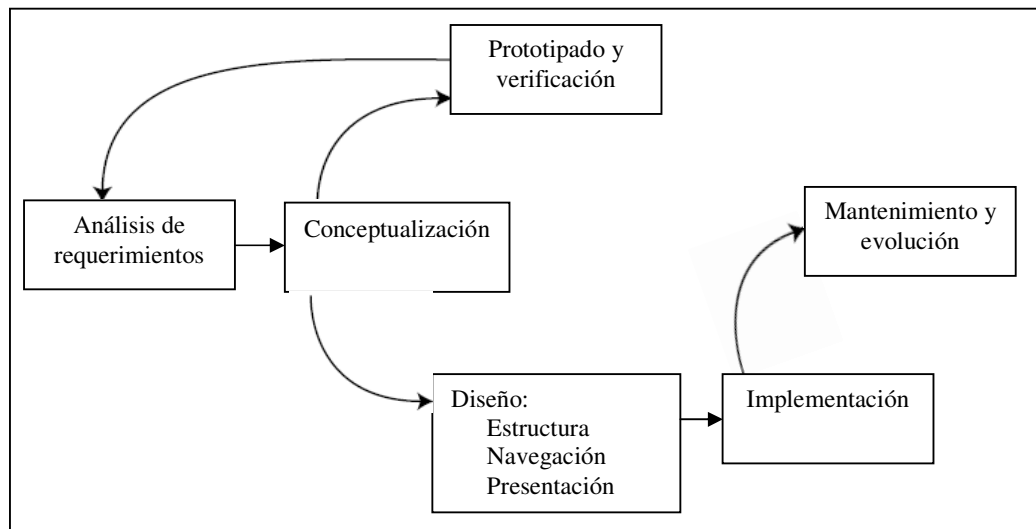 Prototipado y
verificación
Análisis de
requerimientos
Conceptualización
Mantenimiento y
evolución
Diseño:
Estructura
Navegación
Presentación
Implementación